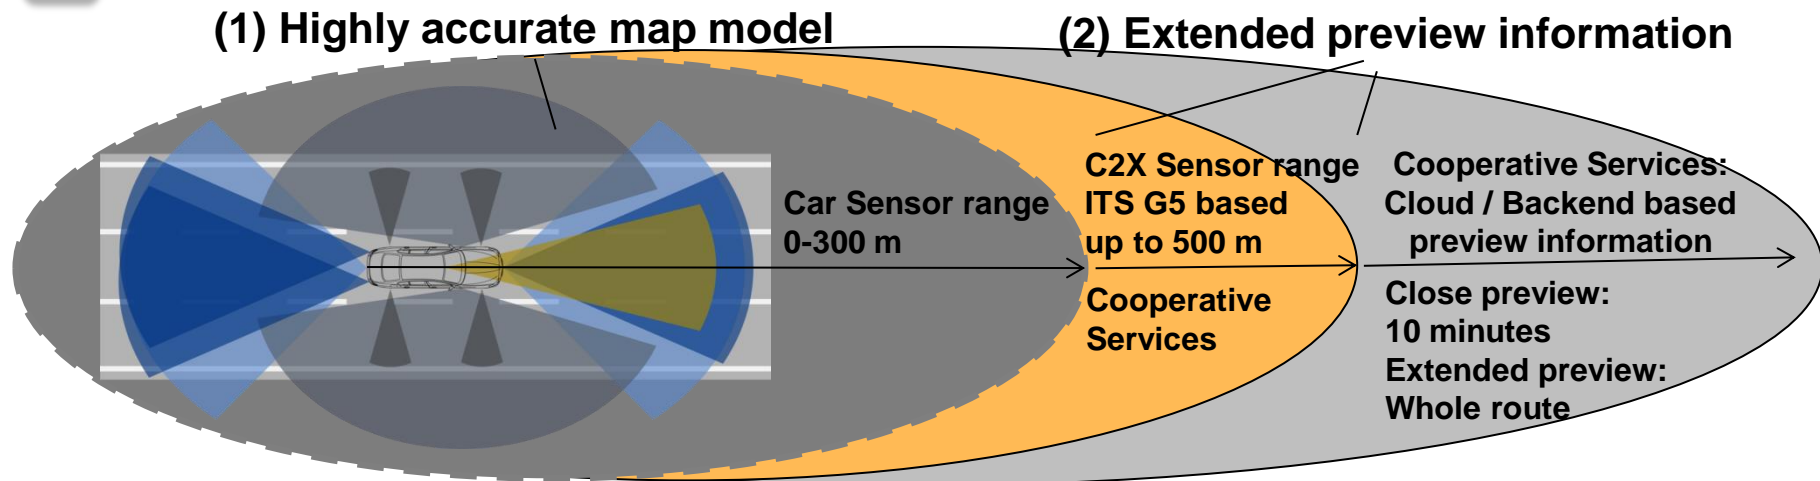 (1) Highly accurate map model
(2) Extended preview information
Car Sensor range
0-300 m
C2X Sensor range
ITS G5 based
up to 500 m
Cooperative
Services
Cooperative Services:
Cloud / Backend based
preview information
Close preview:
10 minutes
Extended preview:
Whole route